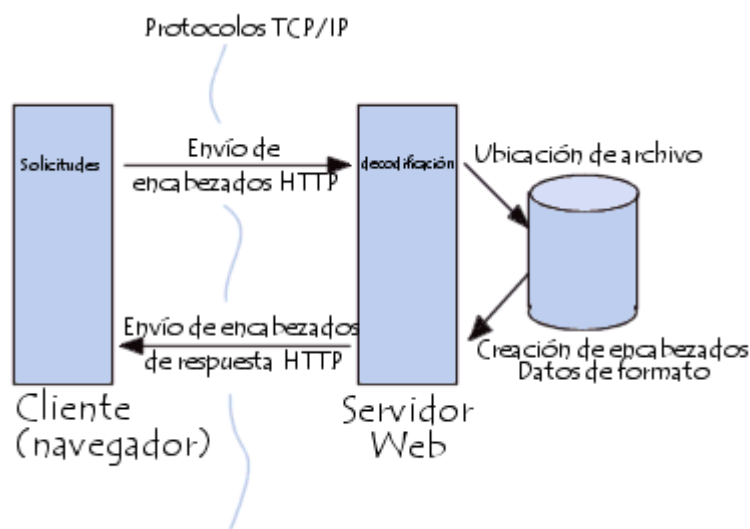 Protocolos TCP/IP
Solicitudes
Envío de
encabezados HTTP
decodificación
Ubicación de archivo
Envío de encabezados
de respuesta HTTP
Creación de encabezados
Datos de formato
Cliente
(navegador)
Servidor
Web